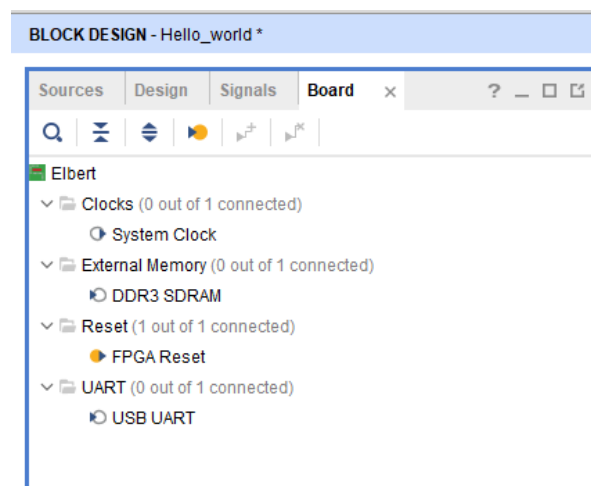 BLOCK DESIGN - Hello_world *
Sources Design Signals Board × ? _
Elbert
Clocks (0 out of 1 connected)
System Clock
External Memory (0 out of 1 connected)
DDR3 SDRAM
Reset (1 out of 1 connected)
FPGA Reset
UART (0 out of 1 connected)
USB UART